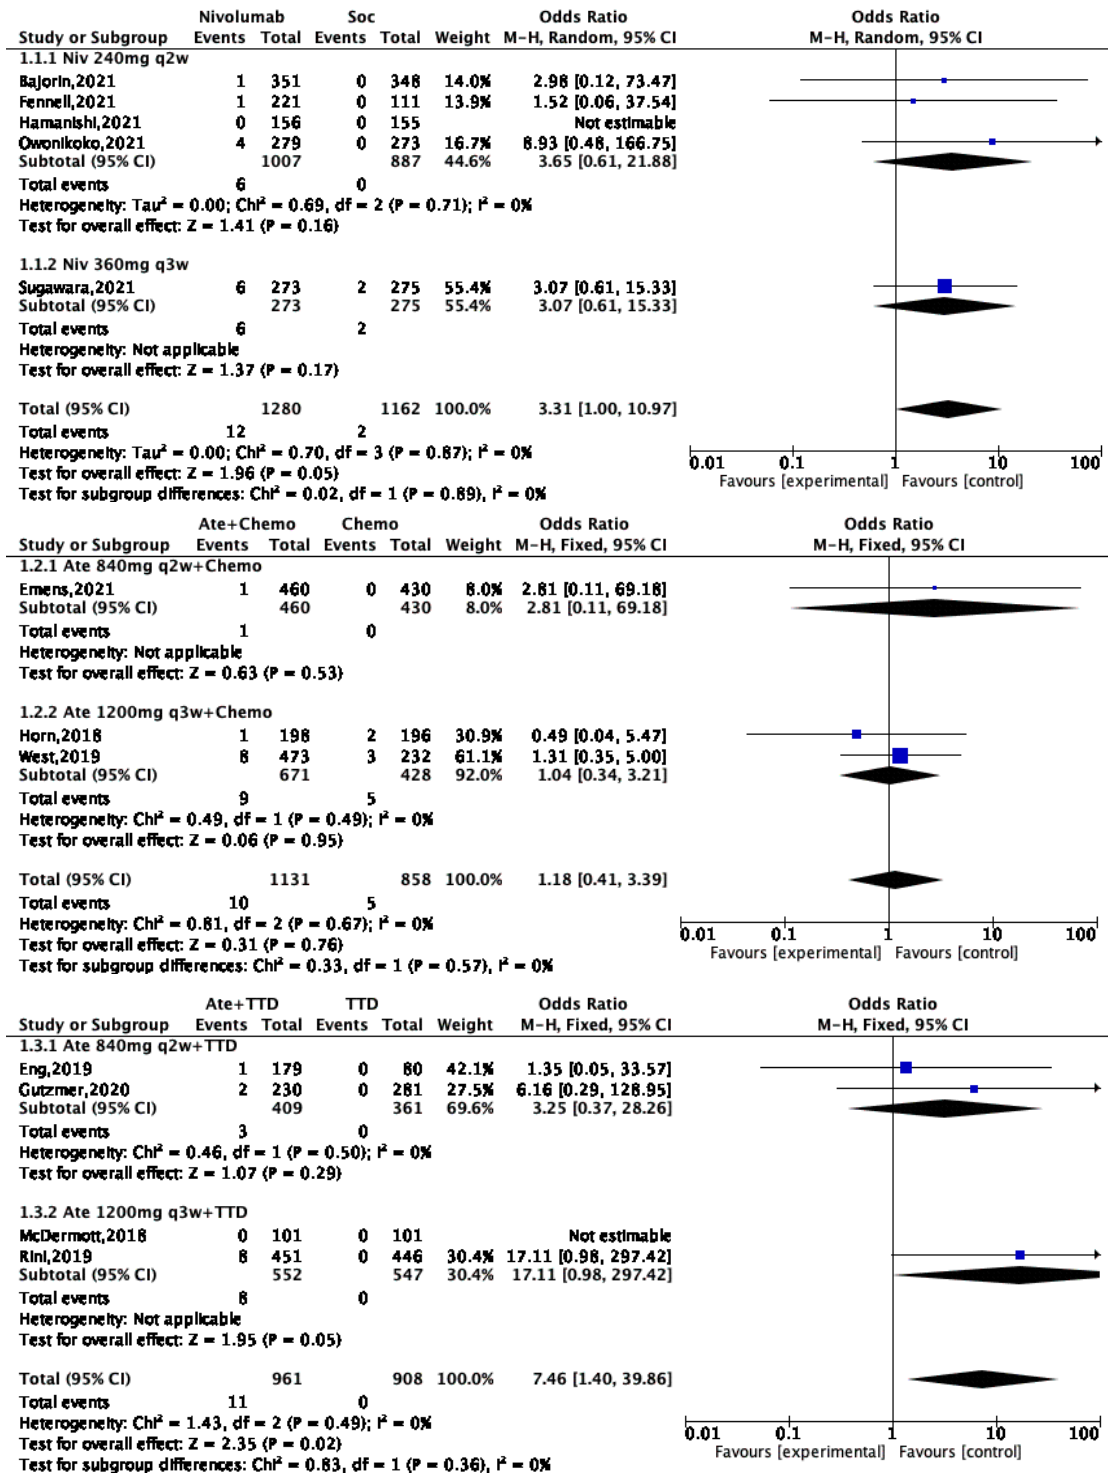 Nivolumab Soc Odds Ratio Odds Ratio
Study or Subgroup Events Total Events Total Weight M-H, Random, 95% CI M-H, Random, 95% CI
1.1.1 Niv 240mg q2w
Bajorin,2021 1 351 0 348 14.0% 2.98 [0.12, 73.47]
Fennell,2021 1 221 0 111 13.9% 1.52 [0.06, 37.54]
Hamanishi,2021 0 156 0 155 Not estimable
Owonikoko,2021 4 279 0 273 16.7% 8.93 [0.48, 166.75]
Subtotal (95% CI) 1007 887 44.6% 3.65 [0.61, 21.88]
Total events 6 0
Heterogeneity: Tau² = 0.00; Chi² = 0.69, df = 2 (P = 0.71); I² = 0%
Test for overall effect: Z = 1.41 (P = 0.16)
1.1.2 Niv 360mg q3w
Sugawara,2021 6 273 2 275 55.4% 3.07 [0.61, 15.33]
Subtotal (95% CI) 273 275 55.4% 3.07 [0.61, 15.33]
Total events 6 2
Heterogeneity: Not applicable
Test for overall effect: Z = 1.37 (P = 0.17)
Total (95% CI) 1280 1162 100.0% 3.31 [1.00, 10.97]
Total events 12 2
Heterogeneity: Tau² = 0.00; Chi² = 0.70, df = 3 (P = 0.87); I² = 0%
Test for overall effect: Z = 1.96 (P = 0.05)
Test for subgroup differences: Chi² = 0.02, df = 1 (P = 0.89), I² = 0%
0.01 0.1 1 10 100
Favours [experimental] Favours [control]
Ate+Chemo Chemo Odds Ratio Odds Ratio
Study or Subgroup Events Total Events Total Weight M-H, Fixed, 95% CI M-H, Fixed, 95% CI
1.2.1 Ate 840mg q2w+Chemo
Emens,2021 1 460 0 430 8.0% 2.81 [0.11, 69.18]
Subtotal (95% CI) 460 430 8.0% 2.81 [0.11, 69.18]
Total events 1 0
Heterogeneity: Not applicable
Test for overall effect: Z = 0.63 (P = 0.53)
1.2.2 Ate 1200mg q3w+Chemo
Horn,2018 1 198 2 196 30.9% 0.49 [0.04, 5.47]
West,2019 8 473 3 232 61.1% 1.31 [0.35, 5.00]
Subtotal (95% CI) 671 428 92.0% 1.04 [0.34, 3.21]
Total events 9 5
Heterogeneity: Chi² = 0.49, df = 1 (P = 0.49); I² = 0%
Test for overall effect: Z = 0.06 (P = 0.95)
Total (95% CI) 1131 858 100.0% 1.18 [0.41, 3.39]
Total events 10 5
Heterogeneity: Chi² = 0.81, df = 2 (P = 0.67); I² = 0%
Test for overall effect: Z = 0.31 (P = 0.76)
Test for subgroup differences: Chi² = 0.33, df = 1 (P = 0.57), I² = 0%
0.01 0.1 1 10 100
Favours [experimental] Favours [control]
Ate+TTD TTD Odds Ratio Odds Ratio
Study or Subgroup Events Total Events Total Weight M-H, Fixed, 95% CI M-H, Fixed, 95% CI
1.3.1 Ate 840mg q2w+TTD
Eng,2019 1 179 0 80 42.1% 1.35 [0.05, 33.57]
Gutzmer,2020 2 230 0 281 27.5% 6.16 [0.29, 128.95]
Subtotal (95% CI) 409 361 69.6% 3.25 [0.37, 28.26]
Total events 3 0
Heterogeneity: Chi² = 0.46, df = 1 (P = 0.50); I² = 0%
Test for overall effect: Z = 1.07 (P = 0.29)
1.3.2 Ate 1200mg q3w+TTD
McDermott,2018 0 101 0 101 Not estimable
Rini,2019 8 451 0 446 30.4% 17.11 [0.98, 297.42]
Subtotal (95% CI) 552 547 30.4% 17.11 [0.98, 297.42]
Total events 8 0
Heterogeneity: Not applicable
Test for overall effect: Z = 1.95 (P = 0.05)
Total (95% CI) 961 908 100.0% 7.46 [1.40, 39.86]
Total events 11 0
Heterogeneity: Chi² = 1.43, df = 2 (P = 0.49); I² = 0%
Test for overall effect: Z = 2.35 (P = 0.02)
Test for subgroup differences: Chi² = 0.83, df = 1 (P = 0.36), I² = 0%
0.01 0.1 1 10 100
Favours [experimental] Favours [control]